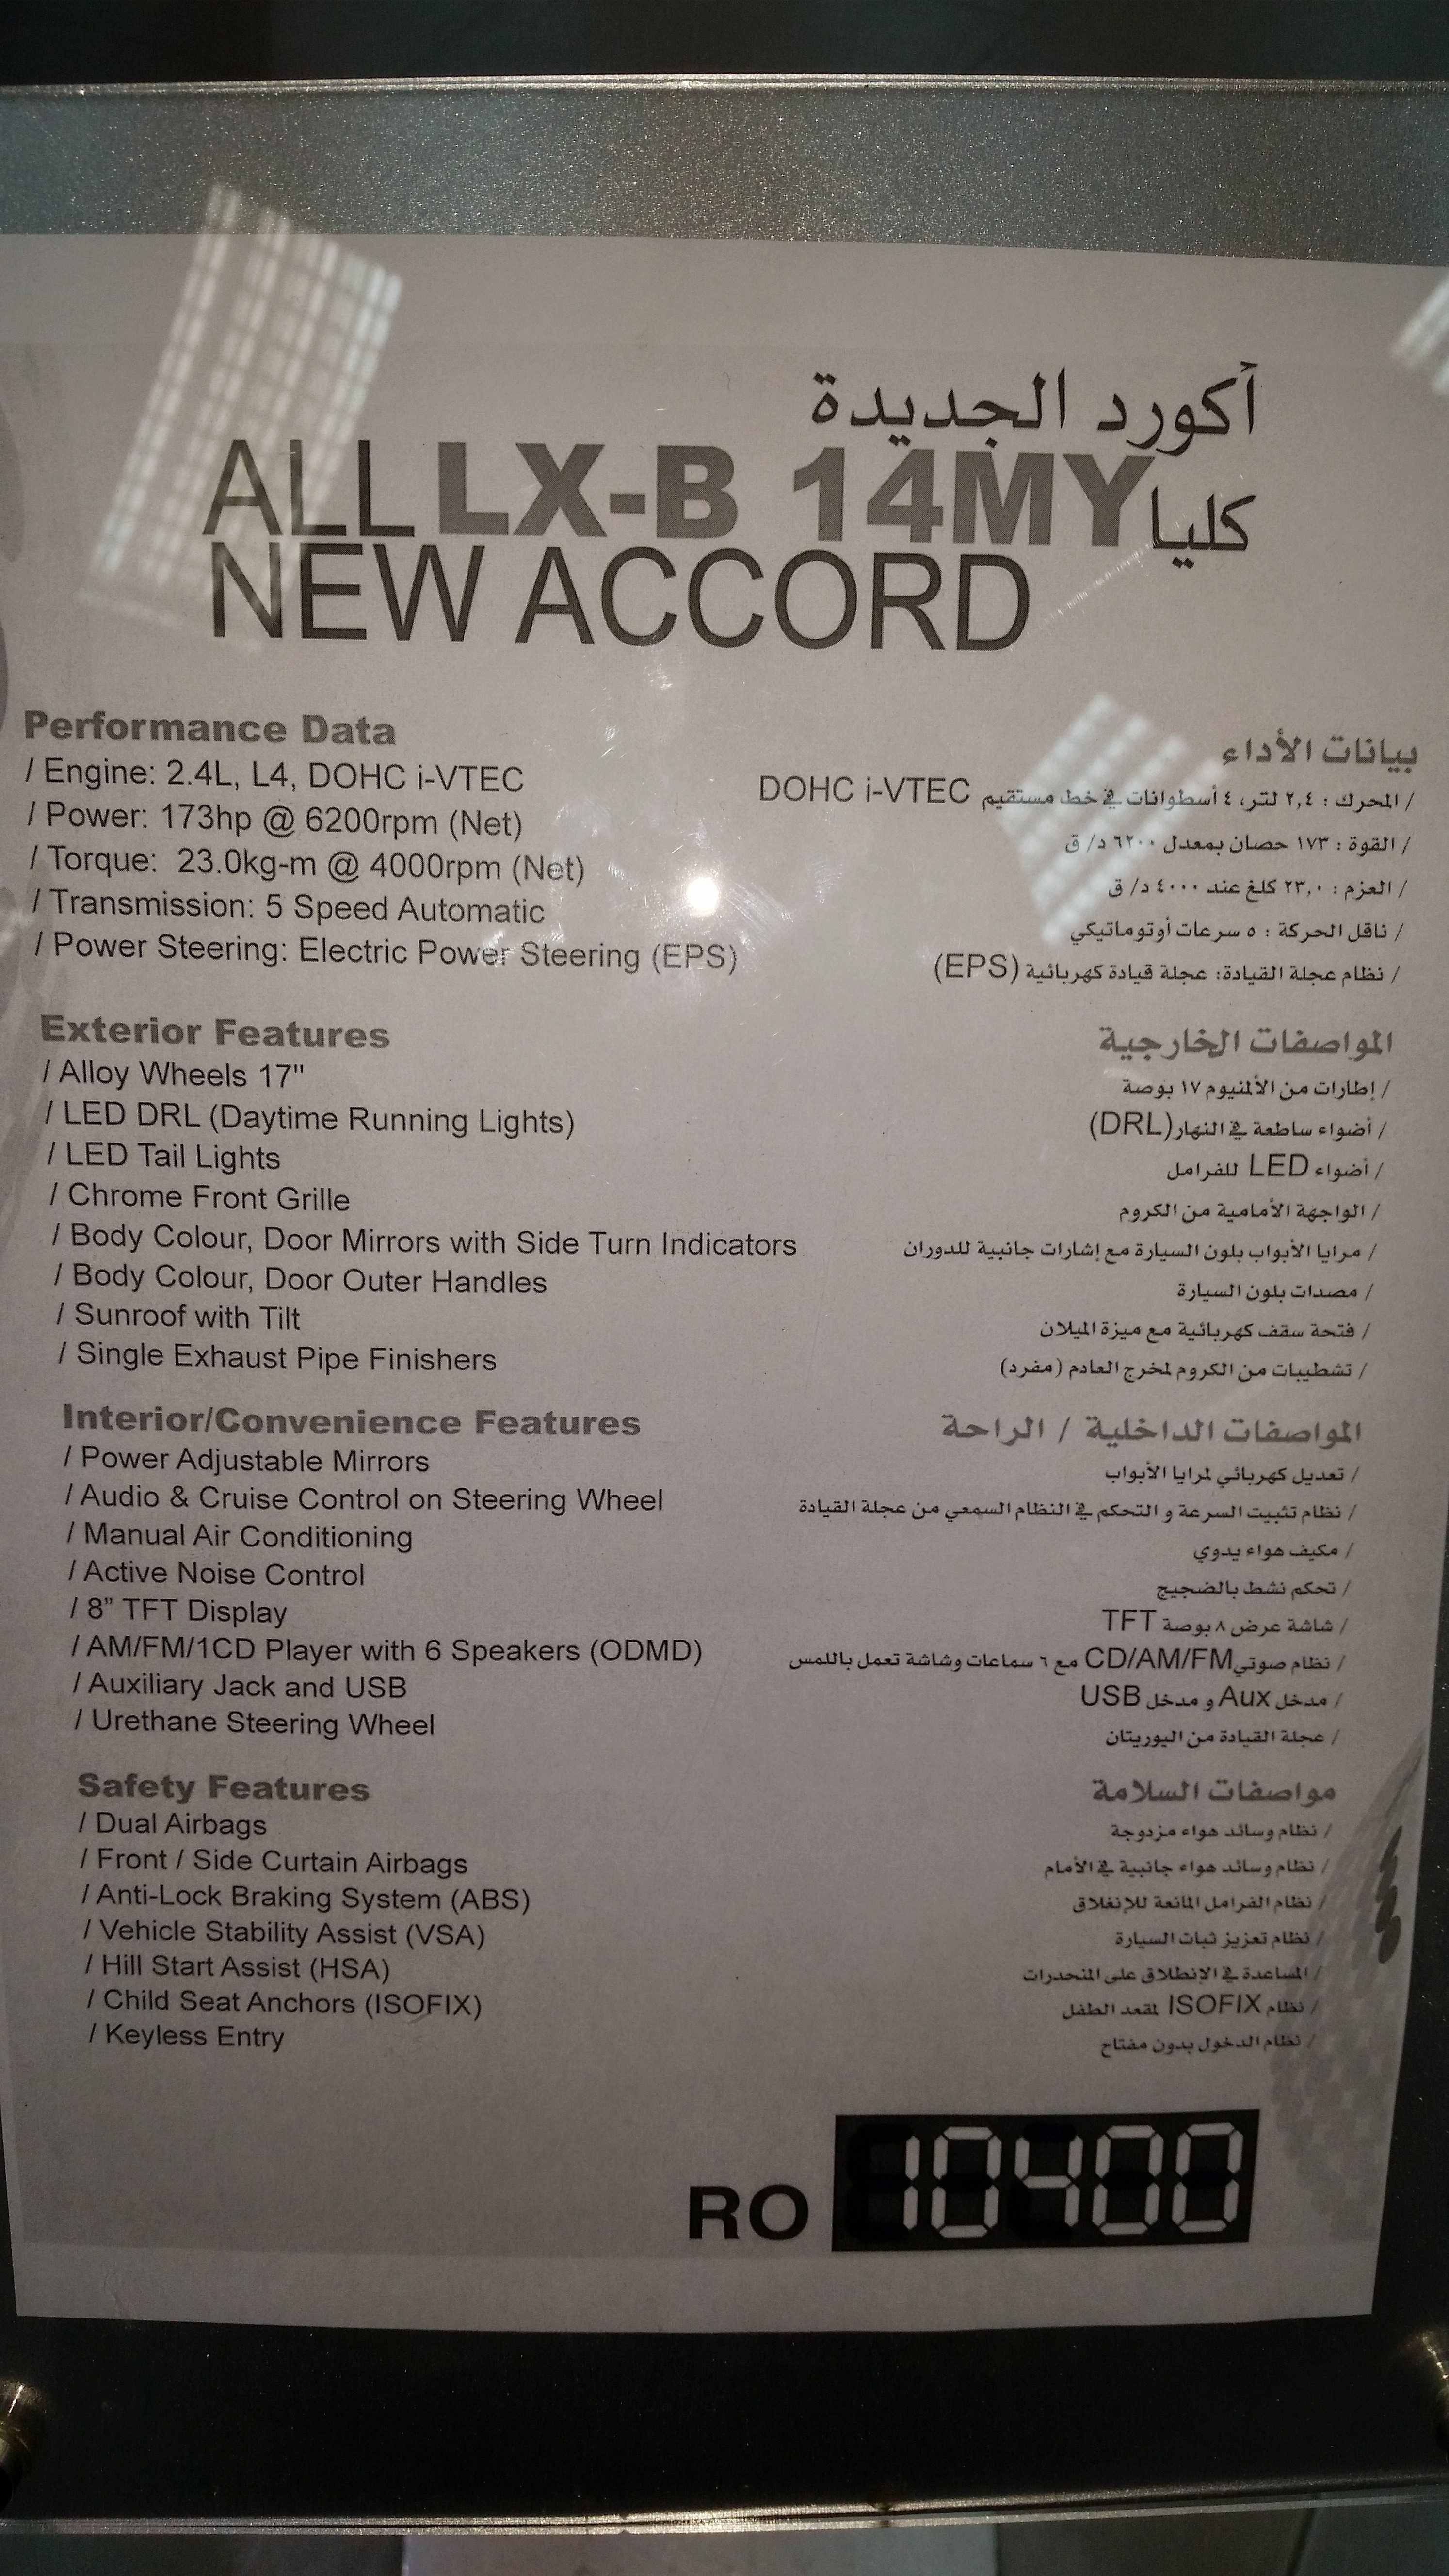 أكورد الجديدة
ALL LX-B 14MY كليا
NEW ACCORD
Performance Data
/ Engine: 2.4L, L4, DOHC i-VTEC
/ Power: 173hp @ 6200rpm (Net)
/ Torque: 23.0kg-m @ 4000rpm (Net)
/ Transmission: 5 Speed Automatic
/ Power Steering: Electric Power Steering (EPS)
Exterior Features
/ Alloy Wheels 17"
/ LED DRL (Daytime Running Lights)
/ LED Tail Lights
/ Chrome Front Grille
/ Body Colour, Door Mirrors with Side Turn Indicators
/ Body Colour, Door Outer Handles
/ Sunroof with Tilt
/ Single Exhaust Pipe Finishers
Interior/Convenience Features
/ Power Adjustable Mirrors
/ Audio & Cruise Control on Steering Wheel
/ Manual Air Conditioning
/ Active Noise Control
/ 8” TFT Display
/ AM/FM/1CD Player with 6 Speakers (ODMD)
/ Auxiliary Jack and USB
/ Urethane Steering Wheel
Safety Features
/ Dual Airbags
/ Front / Side Curtain Airbags
/ Anti-Lock Braking System (ABS)
/ Vehicle Stability Assist (VSA)
/ Hill Start Assist (HSA)
/ Child Seat Anchors (ISOFIX)
/ Keyless Entry
بيانات الأداء
/ المحرك : ٢,٤ لتر، ٤ أسطوانات في خط مستقيم DOHC i-VTEC
/ القوة : ١٧٣ حصان بمعدل ٦٢٠٠ د/ ق
/ العزم : ٢٣,٠ كلغ عند ٤٠٠٠ د/ ق
/ ناقل الحركة : ٥ سرعات أوتوماتيكي
/ نظام عجلة القيادة: عجلة قيادة كهربائية (EPS)
المواصفات الخارجية
/ إطارات من الألمنيوم ١٧ بوصة
/ أضواء ساطعة في النهار(DRL)
/ أضواء LED للفرامل
/ الواجهة الأمامية من الكروم
/ مرايا الأبواب بلون السيارة مع إشارات جانبية للدوران
/ مصدات بلون السيارة
/ فتحة سقف كهربائية مع ميزة الميلان
/ تشطيبات من الكروم لمخرج العادم (مفرد)
المواصفات الداخلية / الراحة
/ تعديل كهربائي لمرايا الأبواب
/ نظام تثبيت السرعة و التحكم في النظام السمعي من عجلة القيادة
/ مكيف هواء يدوي
/ تحكم نشط بالضجيج
/ شاشة عرض ٨ بوصة TFT
/ نظام صوتي CD/AM/FM مع ٦ سماعات وشاشة تعمل باللمس
/ مدخل Aux و مدخل USB
/ عجلة القيادة من اليوريتان
مواصفات السلامة
/ نظام وسائد هواء مزدوجة
/ نظام وسائد هواء جانبية في الأمام
/ نظام الفرامل المانعة للإنغلاق
/ نظام تعزيز ثبات السيارة
/ المساعدة في الإنطلاق على المنحدرات
/ نظام ISOFIX لمقعد الطفل
/ نظام الدخول بدون مفتاح
RO 10400